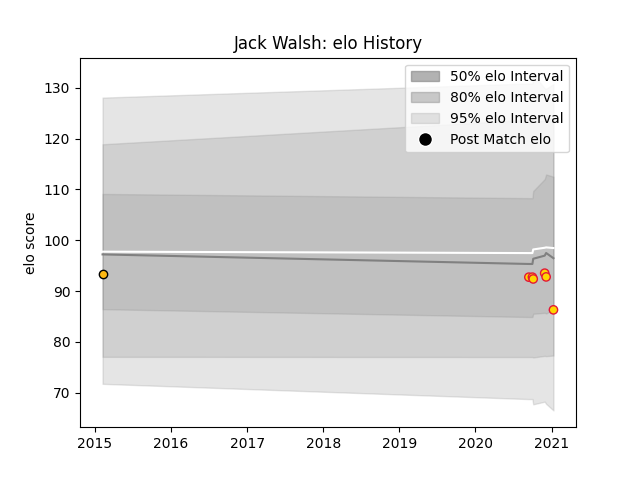 Jack Walsh: elo History
50% elo Interval
80% elo Interval
95% elo Interval
Post Match elo
elo score
130
120
110
100
90
80
70
2015 2016 2017 2018 2019 2020 2021